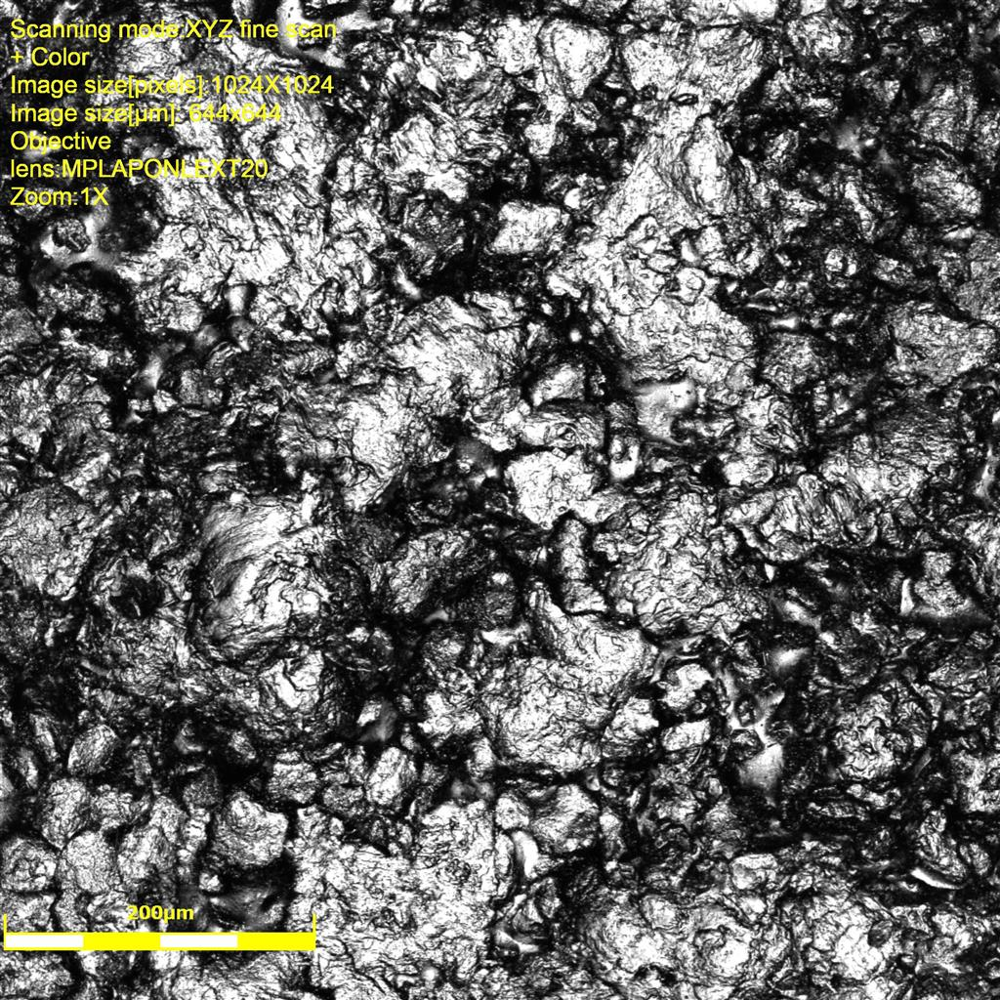 Scanning mode:XYZ fine scan
+ Color
Image size[pixels]:1024X1024
Image size[µm]: 644x644
Objective
lens:MPLAPONLEXT20
Zoom:1X
200µm